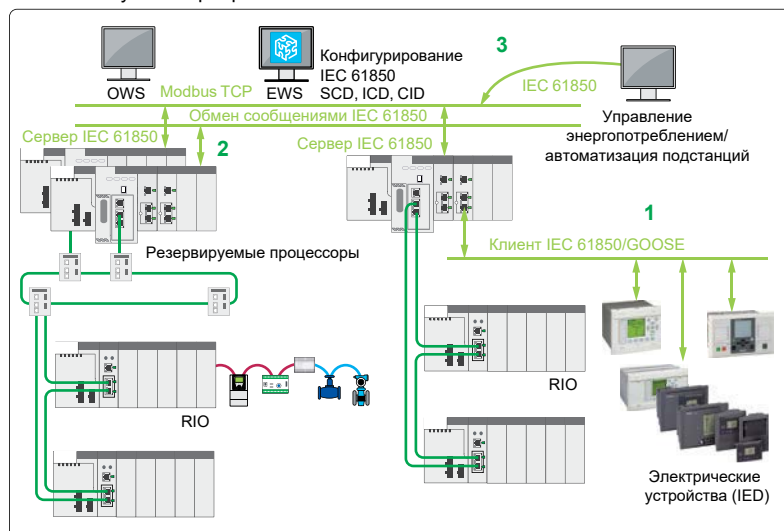 Конфигурирование
IEC 61850
SCD, ICD, CID
3
OWS
Modbus TCP
EWS
IEC 61850
Обмен сообщениями IEC 61850
Управление
энергопотреблением/
автоматизация подстанций
Сервер IEC 61850
2
Сервер IEC 61850
1
Резервируемые процессоры
Клиент IEC 61850/GOOSE
RIO
RIO
Электрические
устройства (IED)